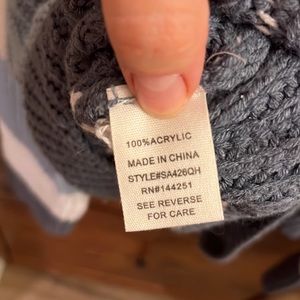 100%ACRYLIC
MADE IN CHINA
STYLE#SA426QH
RN#144251
SEE REVERSE
FOR CARE